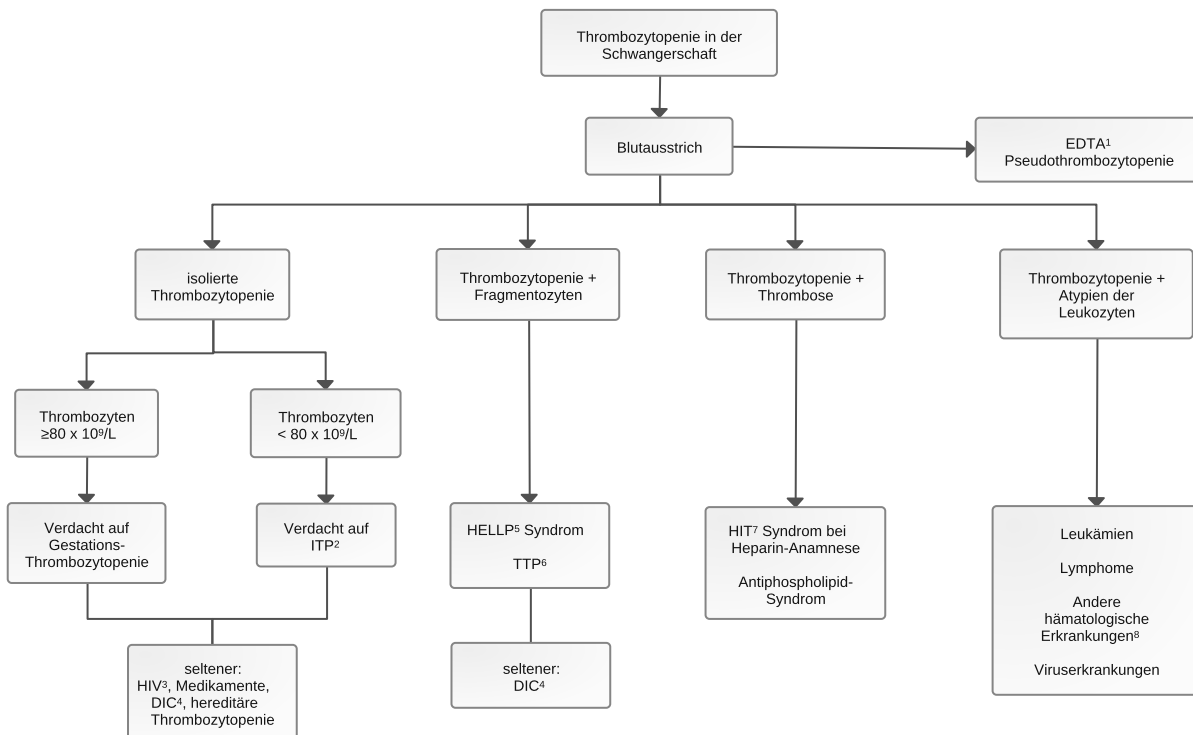 Thrombozytopenie in der
Schwangerschaft
Blutausstrich
EDTA¹
Pseudothrombozytopenie
isolierte
Thrombozytopenie
Thrombozytopenie +
Fragmentozyten
Thrombozytopenie +
Thrombose
Thrombozytopenie +
Atypien der
Leukozyten
Thrombozyten
≥80 x 10⁹/L
Thrombozyten
< 80 x 10⁹/L
Verdacht auf
Gestations-
Thrombozytopenie
Verdacht auf
ITP²
HELLP⁵ Syndrom
TTP⁶
HIT⁷ Syndrom bei
Heparin-Anamnese
Antiphospholipid-
Syndrom
Leukämien
Lymphome
Andere
hämatologische
Erkrankungen⁸
Viruserkrankungen
seltener:
HIV³, Medikamente,
DIC⁴, hereditäre
Thrombozytopenie
seltener:
DIC⁴